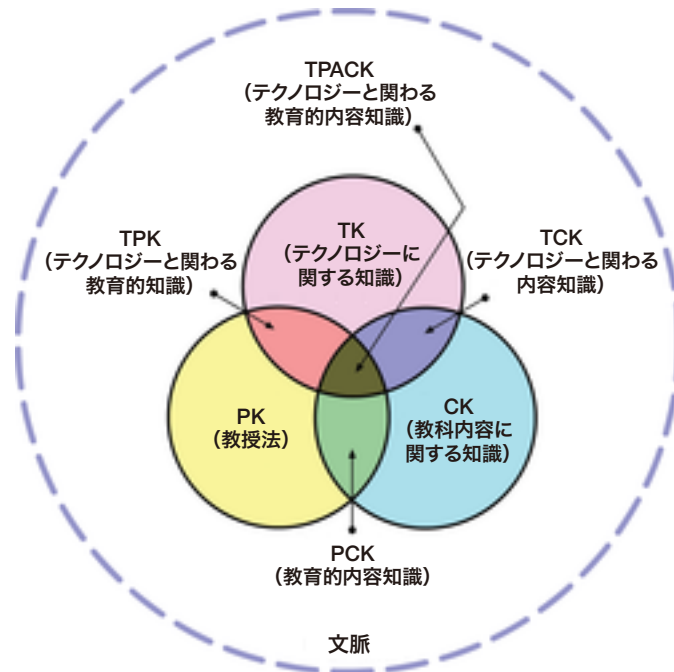 TPACK
(テクノロジーと関わる
教育的内容知識)
TPK
(テクノロジーと関わる
教育的知識)
TK
(テクノロジーに
関する知識)
TCK
(テクノロジーと関わる
内容知識)
PK
(教授法)
CK
(教科内容に
関する知識)
PCK
(教育的内容知識)
文脈